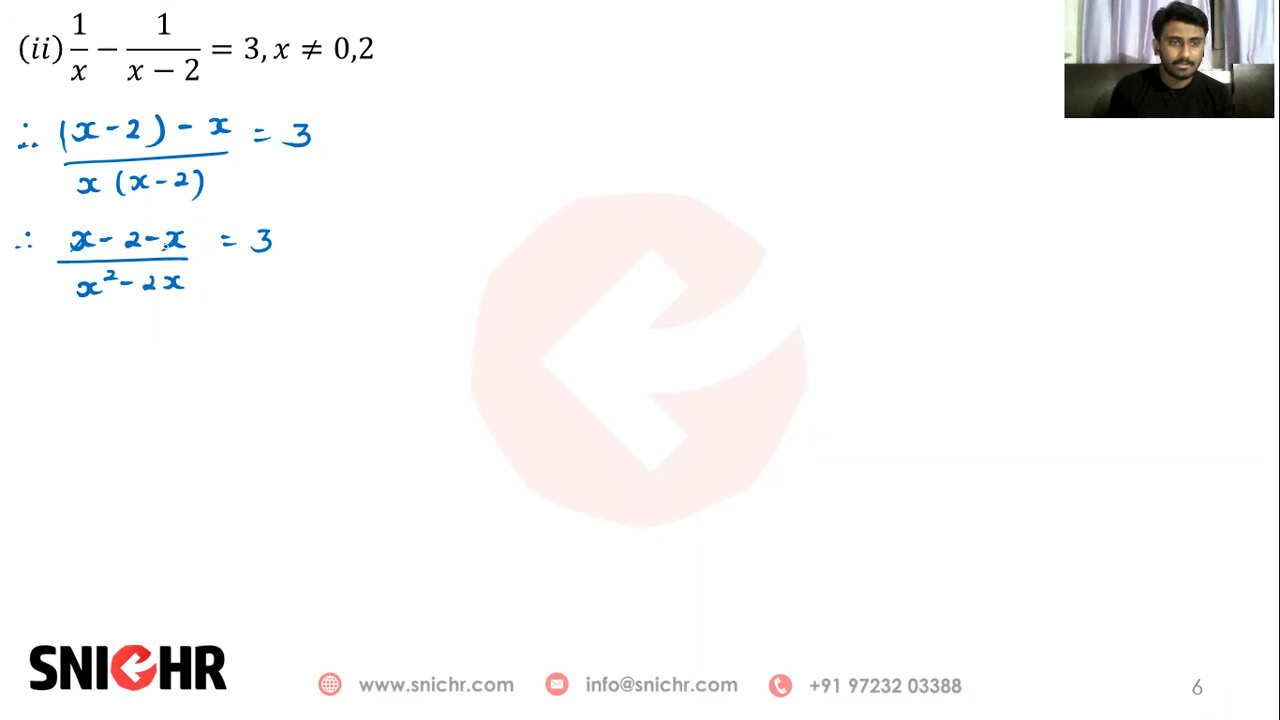 (ii) 1/x − 1/(x − 2) = 3, x ≠ 0,2
∴ ((x - 2) - x)/(x (x - 2)) = 3
∴ (x - 2 - x)/(x² - 2x) = 3
SNICHR
www.snichr.com info@snichr.com +91 97232 03388 6